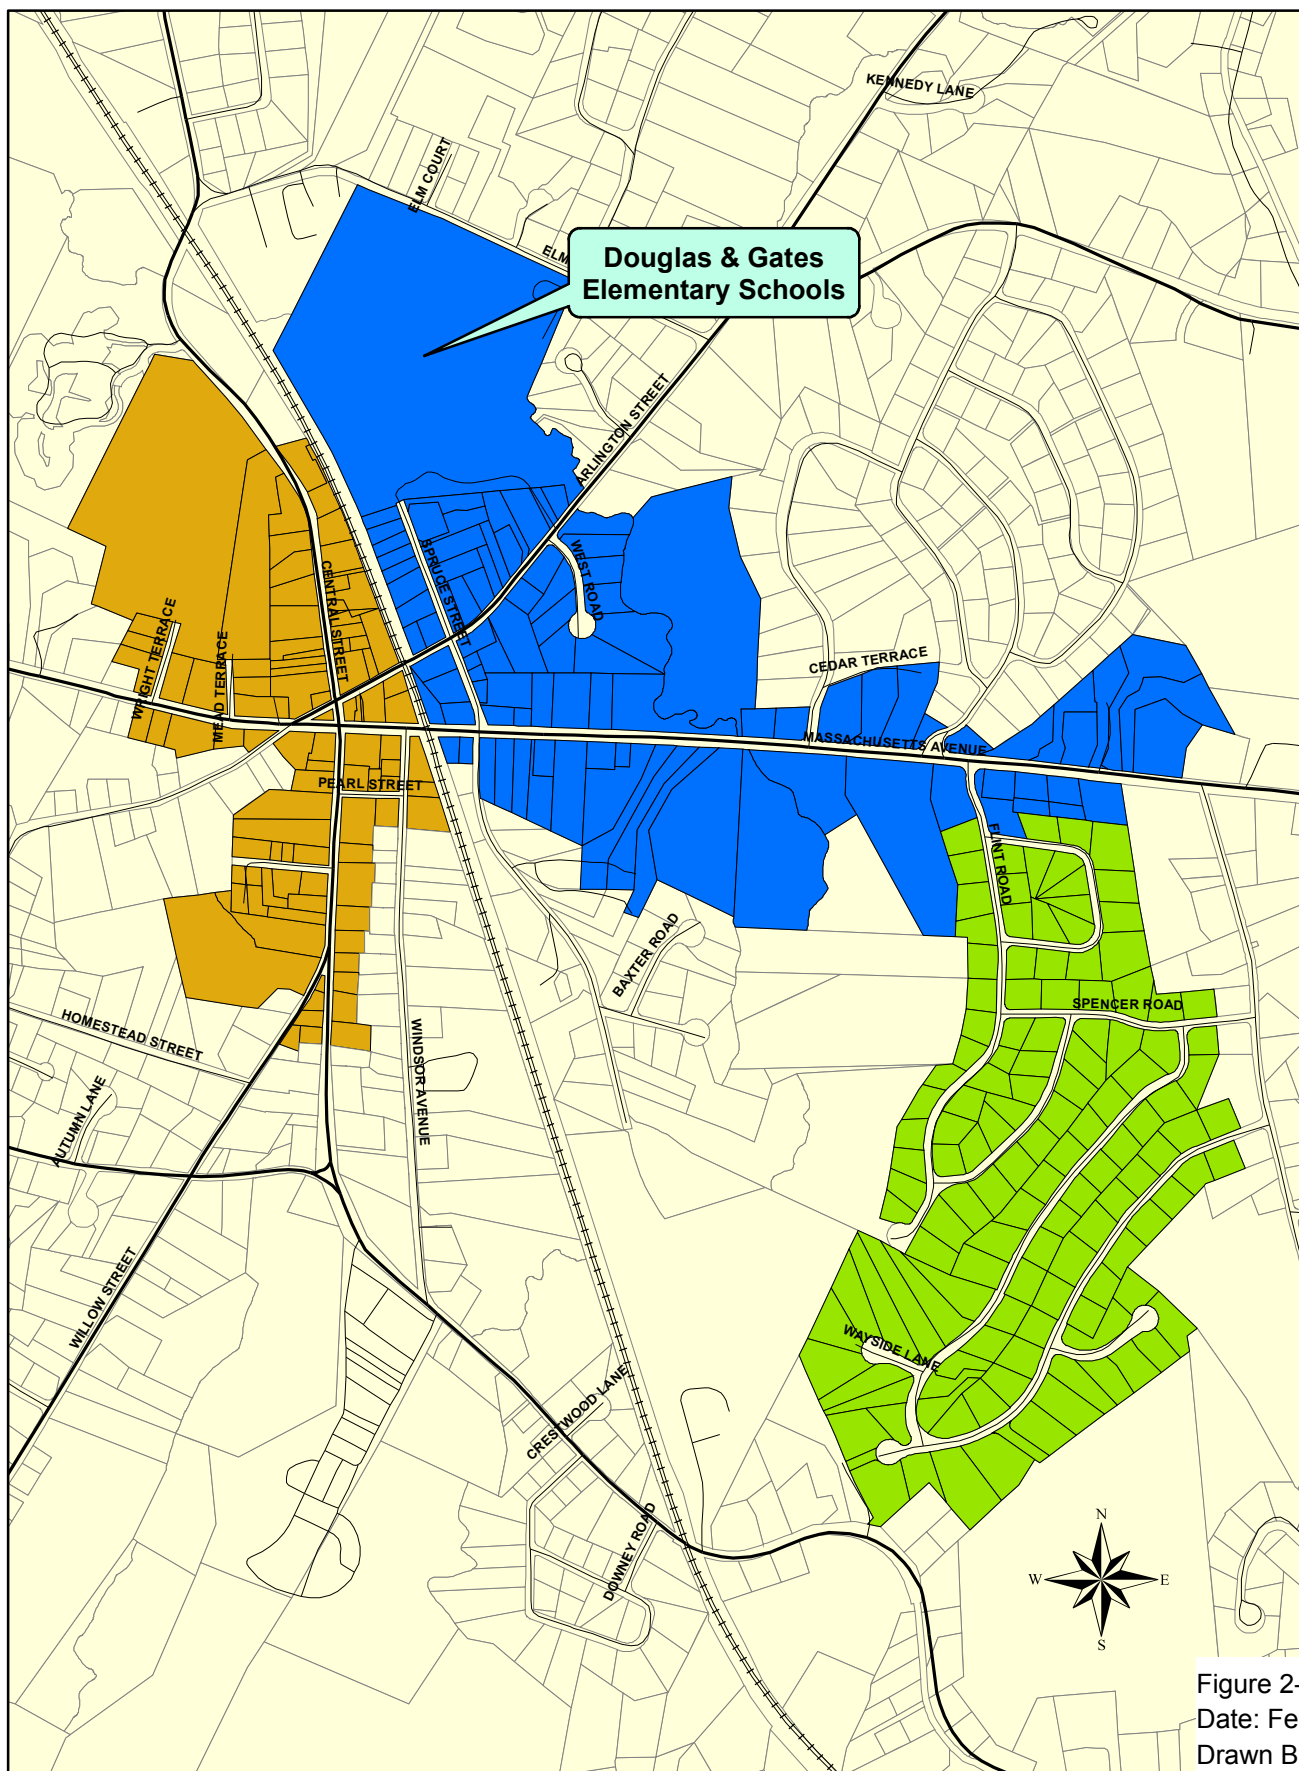 KENNEDY LANE
ELM COURT
ELM
Douglas & Gates
Elementary Schools
ARLINGTON STREET
SPRUCE STREET
WEST ROAD
CENTRAL STREET
WRIGHT TERRACE
MEAD TERRACE
CEDAR TERRACE
MASSACHUSETTS AVENUE
PEARL STREET
FLINT ROAD
BAXTER ROAD
SPENCER ROAD
HOMESTEAD STREET
WINDSOR AVENUE
AUTUMN LANE
WILLOW STREET
WAYSIDE LANE
CRESTWOOD LANE
DOWNEY ROAD
N
W E
S
Figure 2-
Date: Fe
Drawn B